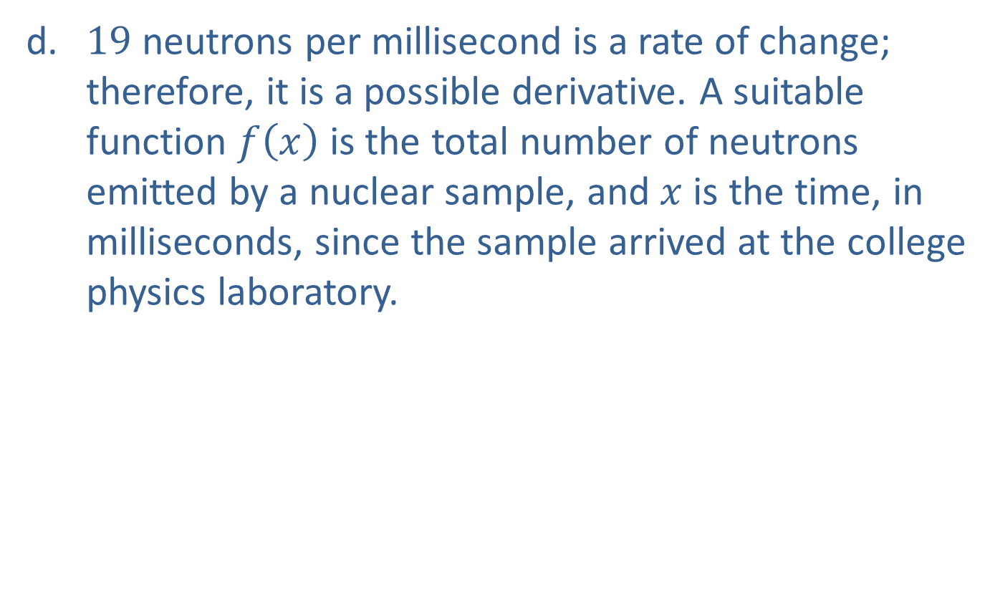 d. 19 neutrons per millisecond is a rate of change;
therefore, it is a possible derivative. A suitable
function f(x) is the total number of neutrons
emitted by a nuclear sample, and x is the time, in
milliseconds, since the sample arrived at the college
physics laboratory.